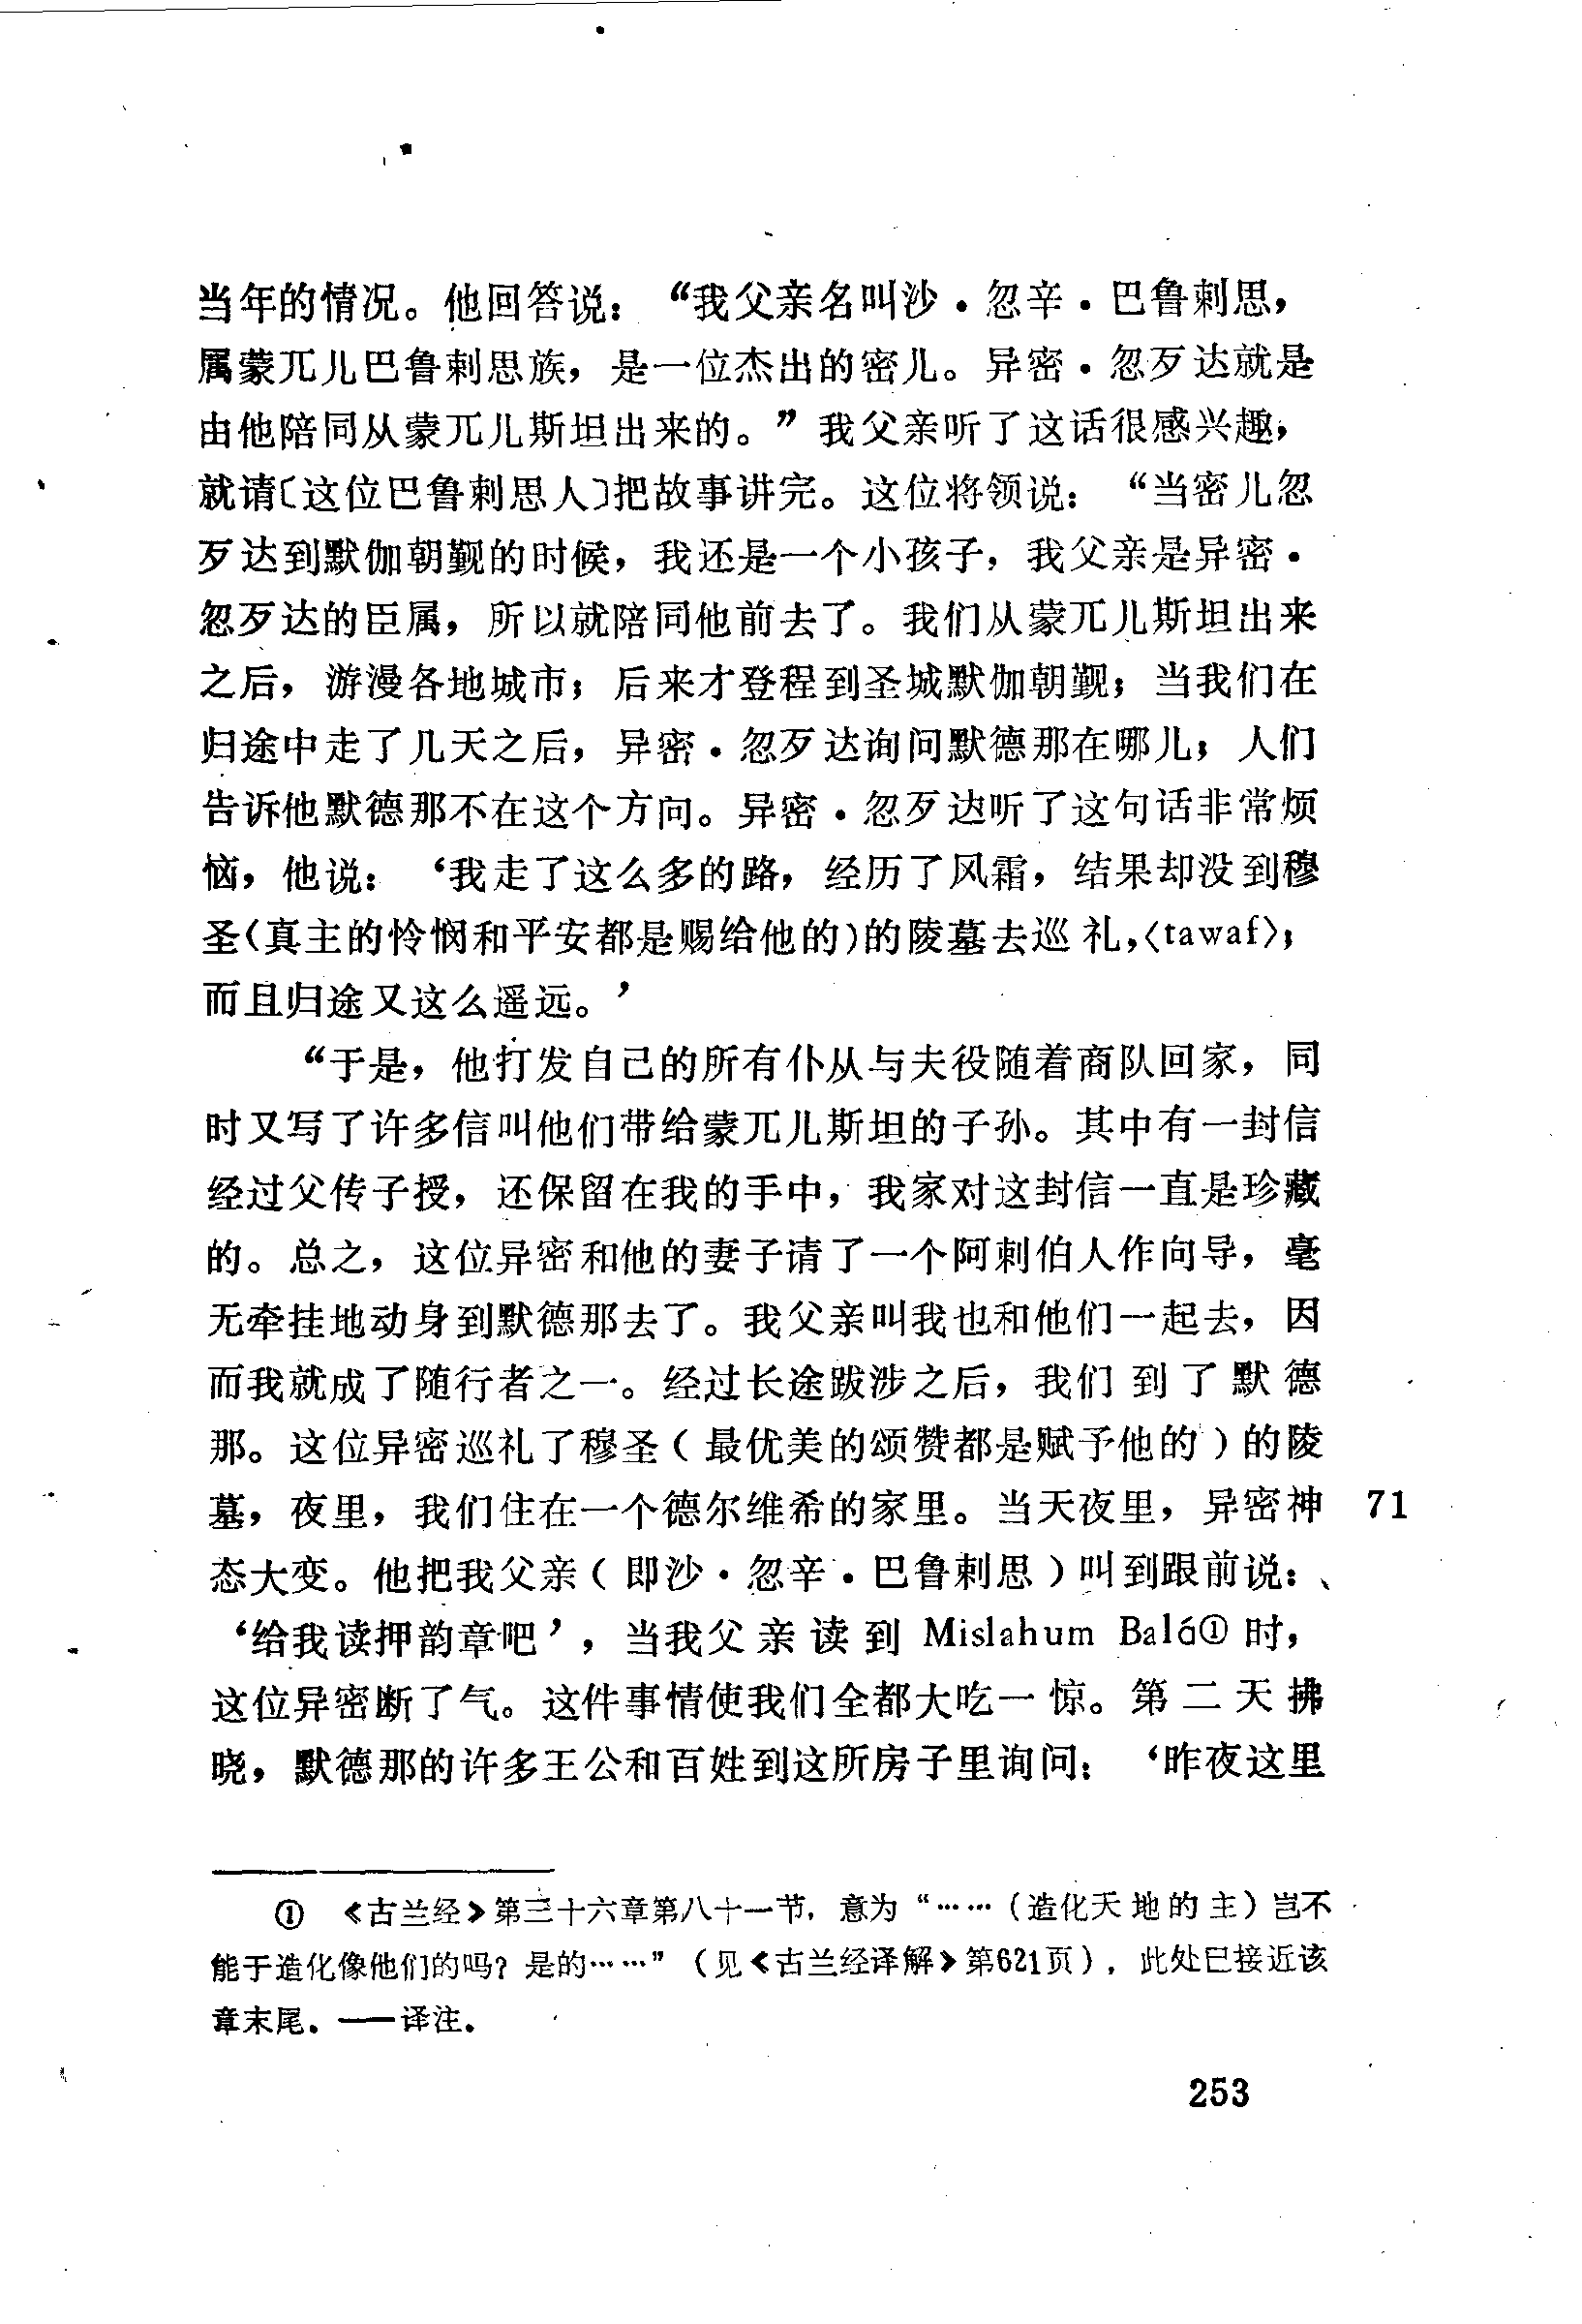 当年的情况。他回答说：“我父亲名叫沙·忽辛·巴鲁剌思，
属蒙兀儿巴鲁剌思族，是一位杰出的密儿。异密·忽歹达就是
由他陪同从蒙兀儿斯坦出来的。”我父亲听了这话很感兴趣，
就请〔这位巴鲁剌思人〕把故事讲完。这位将领说：“当密儿忽
歹达到默伽朝觐的时候，我还是一个小孩子，我父亲是异密·
忽歹达的臣属，所以就陪同他前去了。我们从蒙兀儿斯坦出来
之后，游漫各地城市；后来才登程到圣城默伽朝觐；当我们在
归途中走了几天之后，异密·忽歹达询问默德那在哪儿，人们
告诉他默德那不在这个方向。异密·忽歹达听了这句话非常烦
恼，他说：‘我走了这么多的路，经历了风霜，结果却没到穆
圣(真主的怜悯和平安都是赐给他的)的陵墓去巡礼，〈tawaf〉；
而且归途又这么遥远。’
“于是，他打发自己的所有仆从与夫役随着商队回家，同
时又写了许多信叫他们带给蒙兀儿斯坦的子孙。其中有一封信
经过父传子授，还保留在我的手中，我家对这封信一直是珍藏
的。总之，这位异密和他的妻子请了一个阿剌伯人作向导，毫
无牵挂地动身到默德那去了。我父亲叫我也和他们一起去，因
而我就成了随行者之一。经过长途跋涉之后，我们到了默德
那。这位异密巡礼了穆圣（最优美的颂赞都是赋予他的）的陵
墓，夜里，我们住在一个德尔维希的家里。当天夜里，异密神 71
态大变。他把我父亲（即沙·忽辛·巴鲁剌思）叫到跟前说：
‘给我读押韵章吧’，当我父亲读到 Mislahum Balá① 时，
这位异密断了气。这件事情使我们全都大吃一惊。第二天拂
晓，默德那的许多王公和百姓到这所房子里询问：‘昨夜这里
① 《古兰经》第三十六章第八十一节，意为“……（造化天地的主）岂不
能于造化像他们的吗？是的……”（见《古兰经译解》第621页），此处已接近该
章末尾。——译注。
253